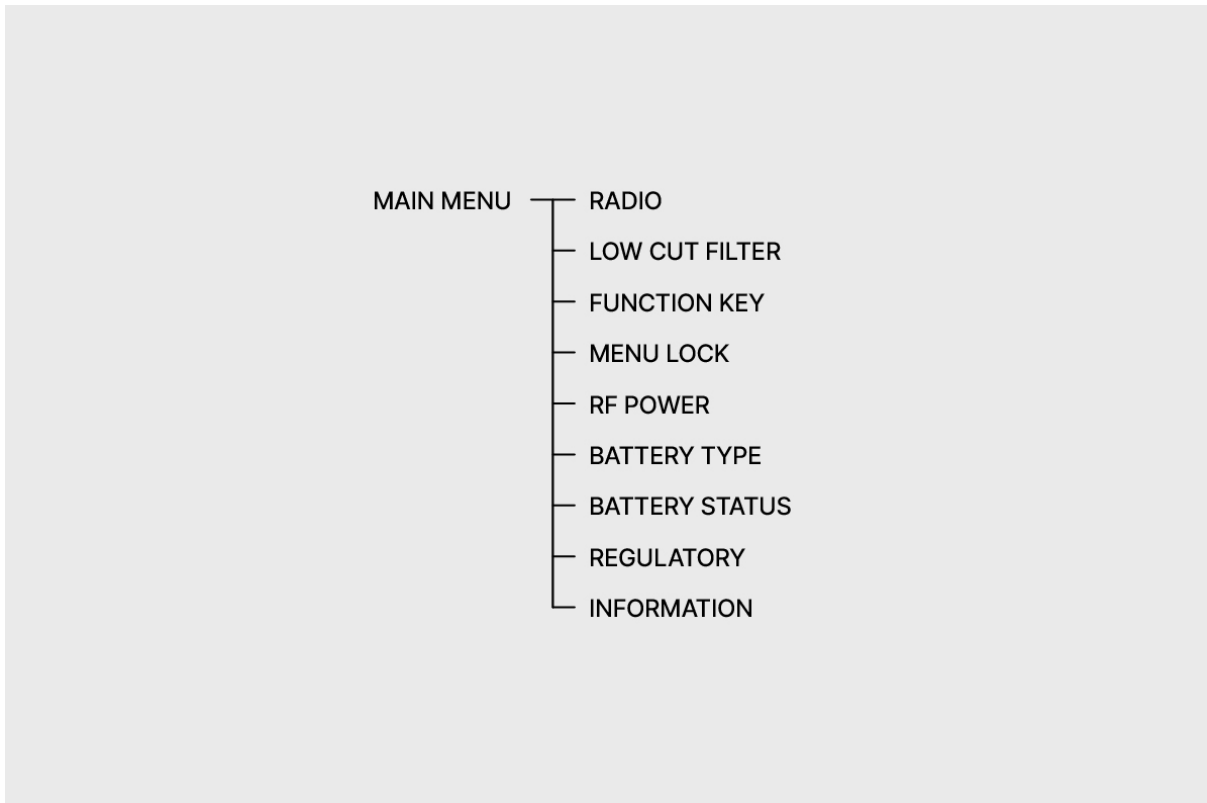 MAIN MENU RADIO
LOW CUT FILTER
FUNCTION KEY
MENU LOCK
RF POWER
BATTERY TYPE
BATTERY STATUS
REGULATORY
INFORMATION